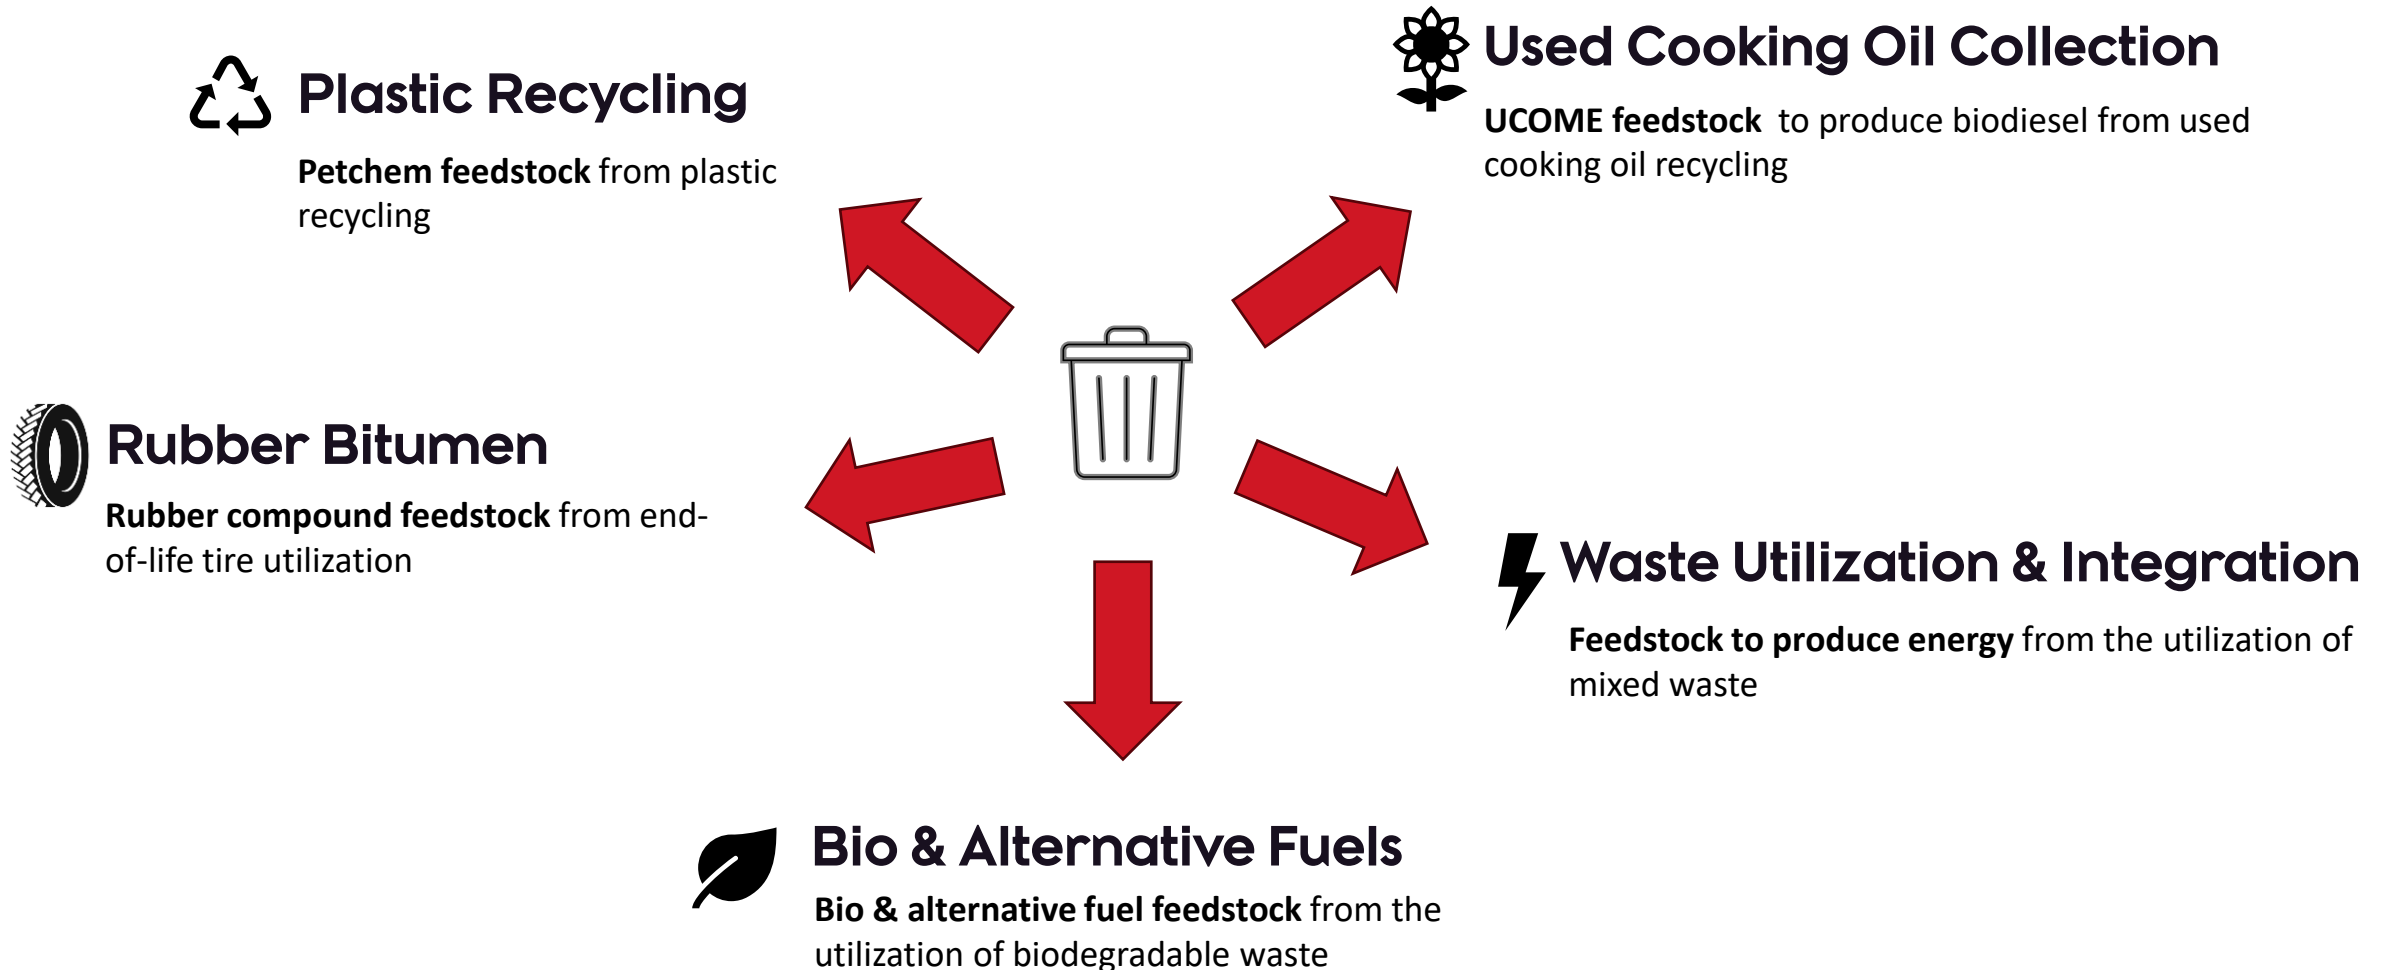 Plastic Recycling
Petchem feedstock from plastic
recycling
Used Cooking Oil Collection
UCOME feedstock to produce biodiesel from used
cooking oil recycling
Rubber Bitumen
Rubber compound feedstock from end-
of-life tire utilization
Waste Utilization & Integration
Feedstock to produce energy from the utilization of
mixed waste
Bio & Alternative Fuels
Bio & alternative fuel feedstock from the
utilization of biodegradable waste